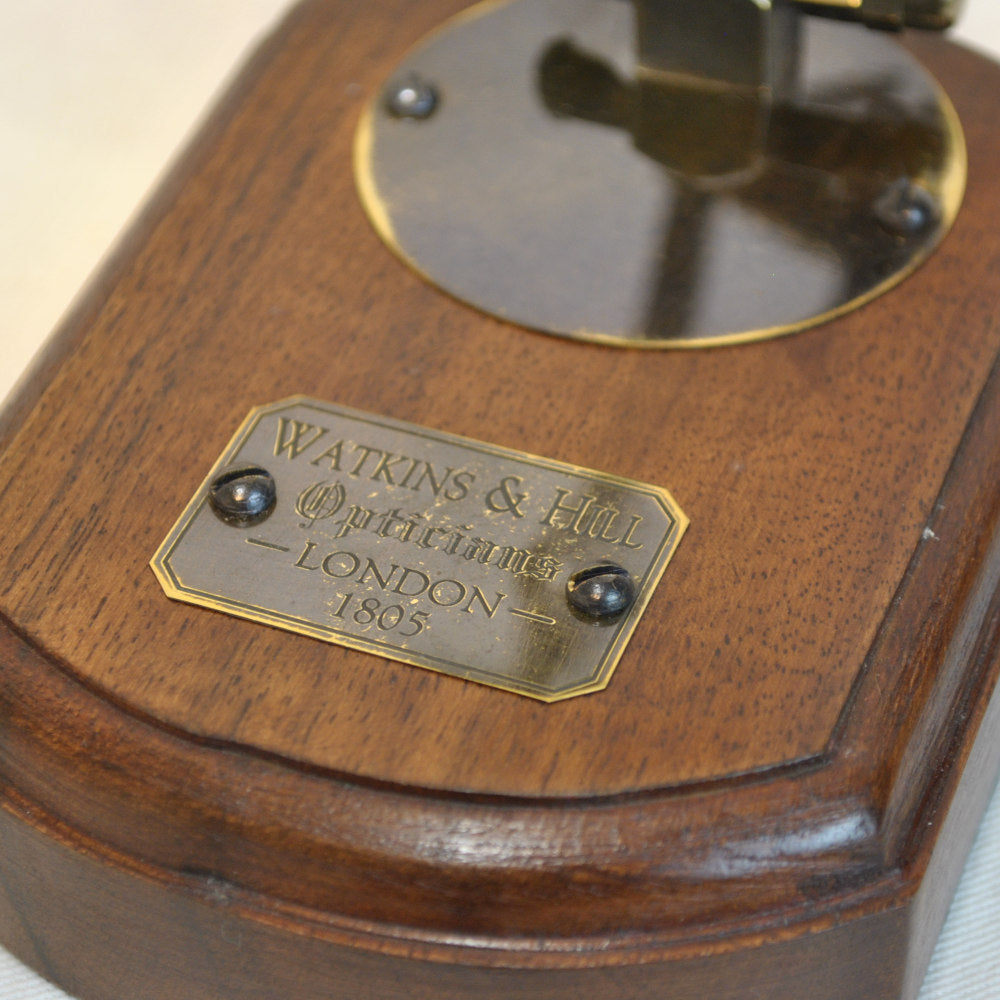 WATKINS & HILL
Opticians
— LONDON —
1805